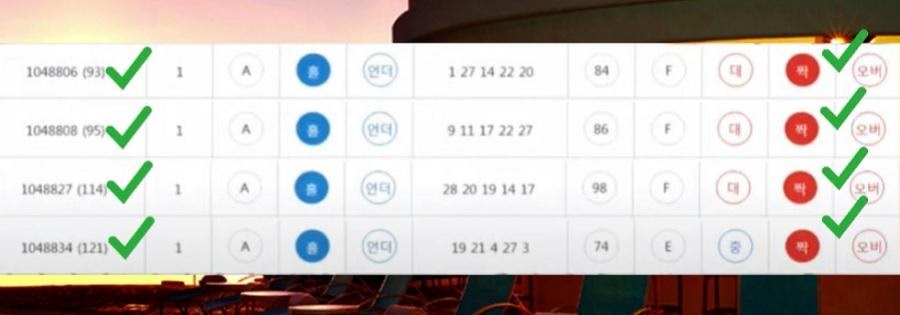 1048806 (93) 1 A 홀 언더 1 27 14 22 20 84 F 대 짝 오버
1048808 (95) 1 A 홀 언더 9 11 17 22 27 86 F 대 짝 오버
1048827 (114) 1 A 홀 언더 28 20 19 14 17 98 F 대 짝 오버
1048834 (121) 1 A 홀 언더 19 21 4 27 3 74 E 중 짝 오버